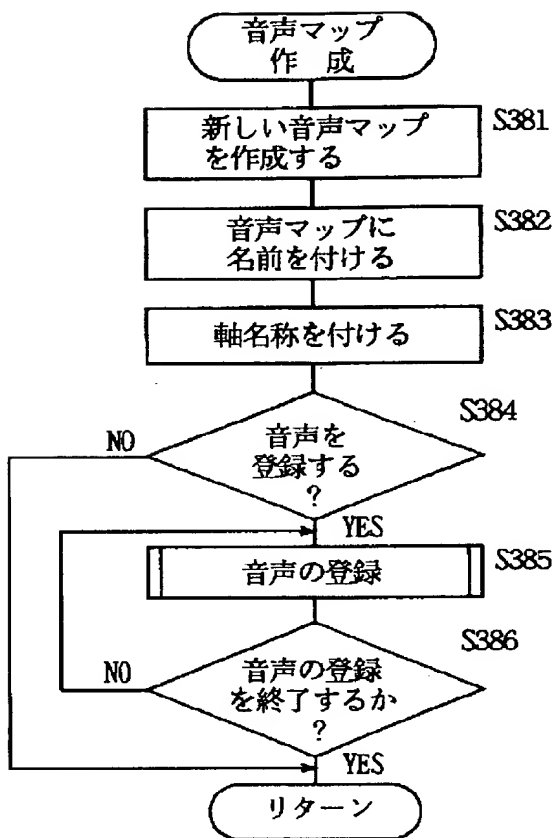 音声マップ
作　成
新しい音声マップ
を作成する
S381
音声マップに
名前を付ける
S382
軸名称を付ける
S383
S384
音声を
登録する
?
NO
YES
音声の登録
S385
S386
音声の登録
を終了するか
?
NO
YES
リターン